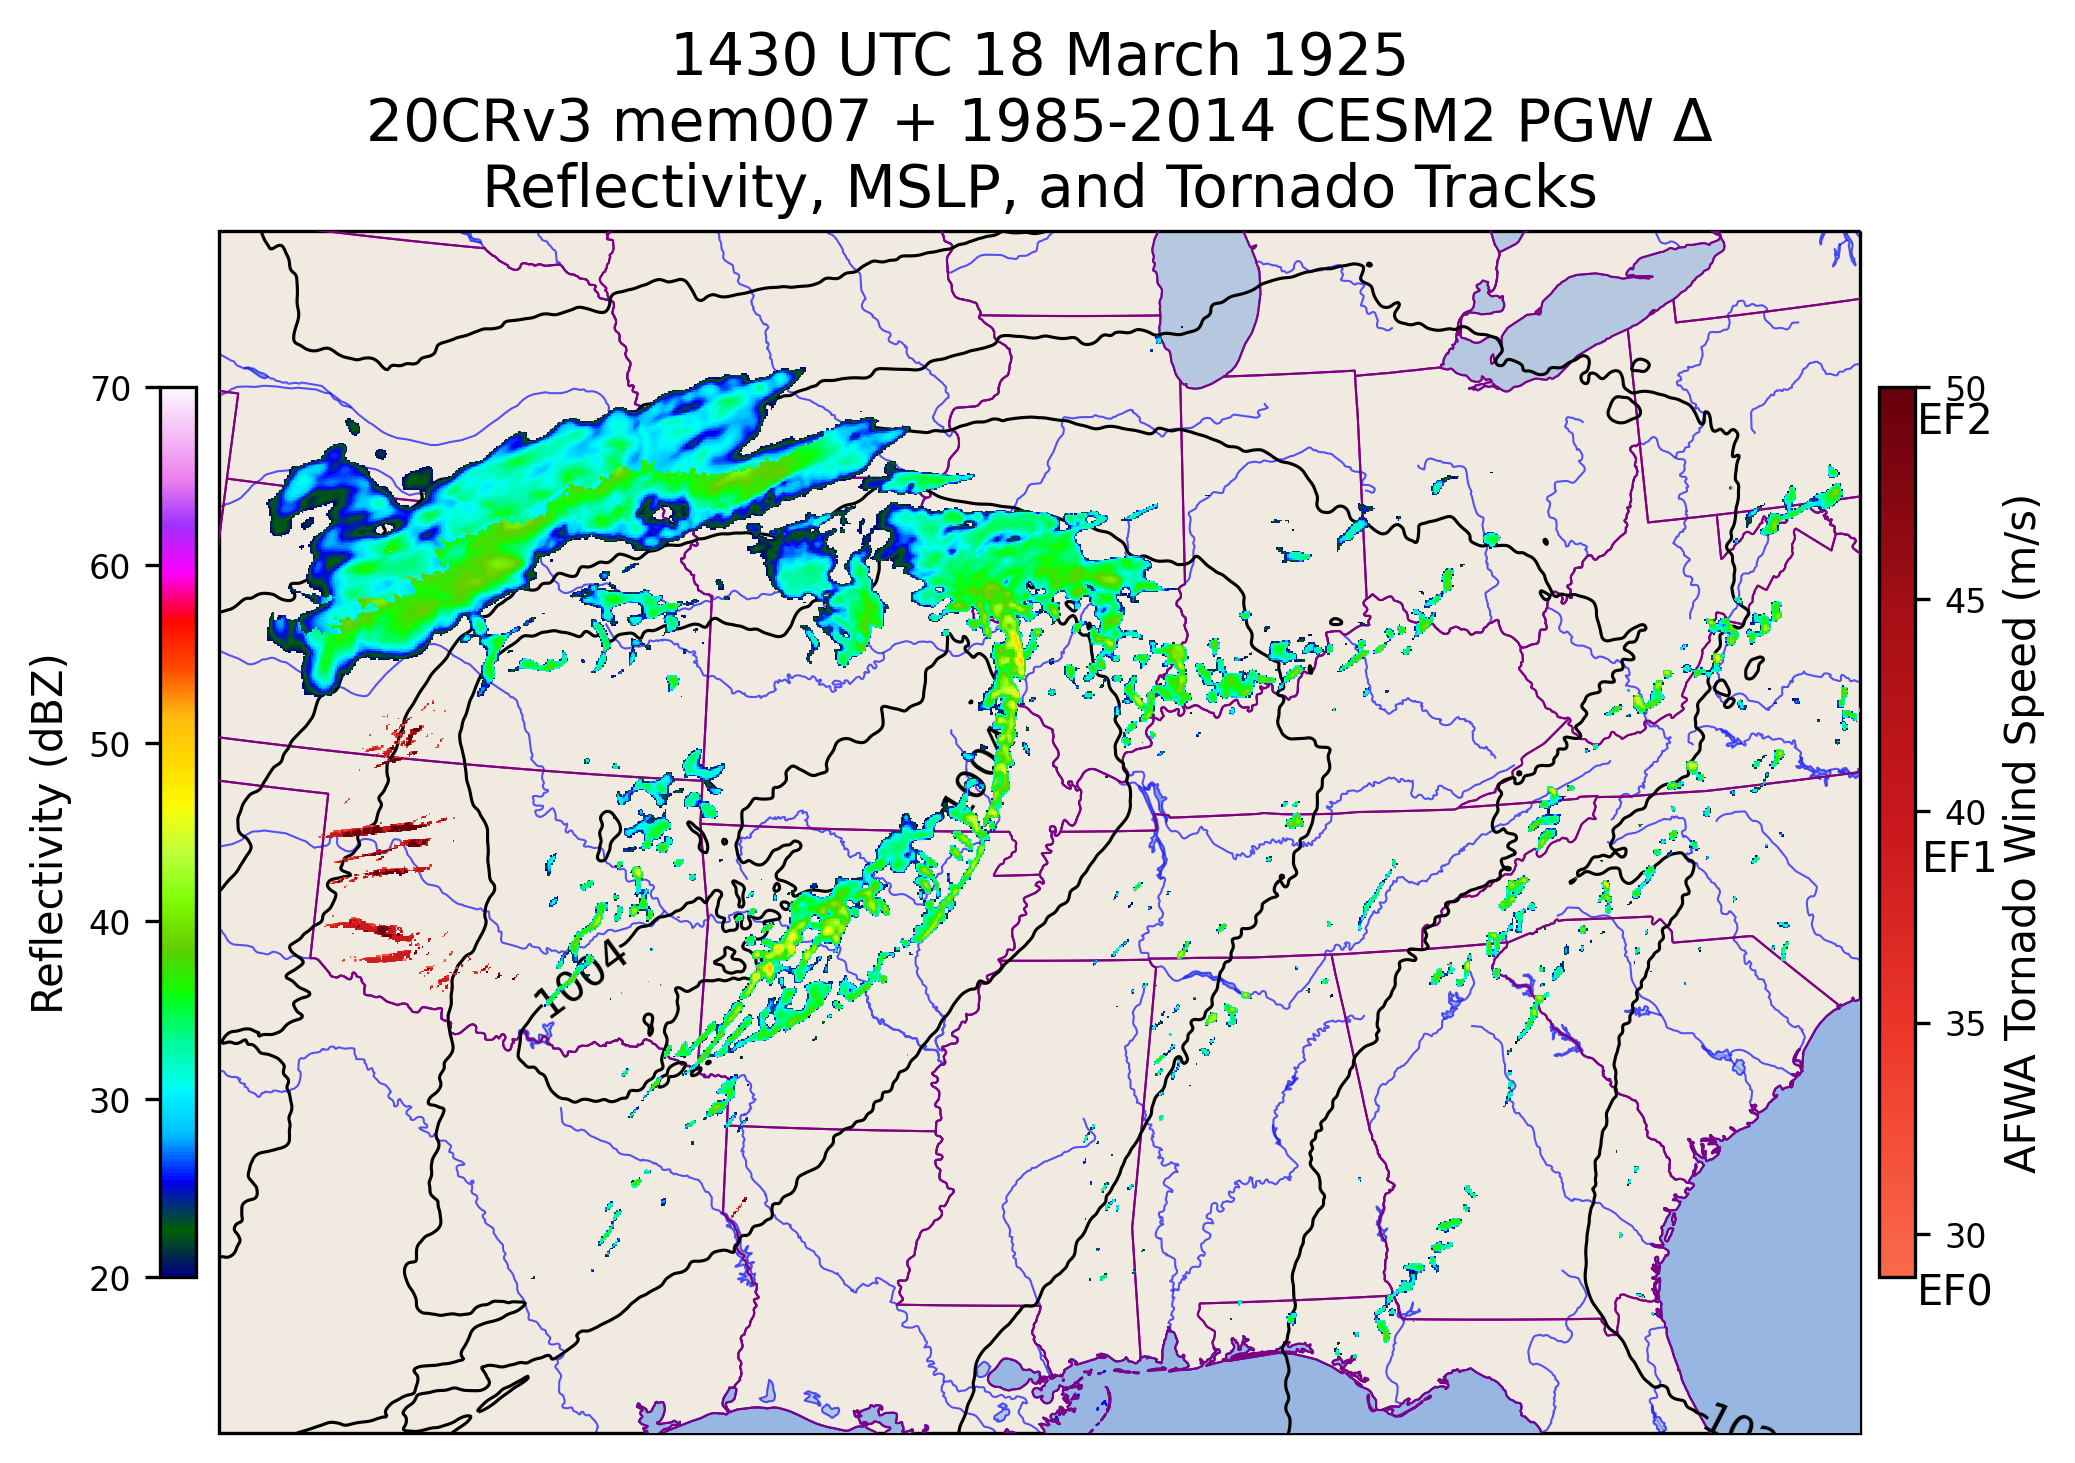 1430 UTC 18 March 1925
20CRv3 mem007 + 1985-2014 CESM2 PGW Δ
Reflectivity, MSLP, and Tornado Tracks
Reflectivity (dBZ)
70
60
50
40
30
20
1004
1004
50
EF2
45
40
EF1
35
30
EF0
AFWA Tornado Wind Speed (m/s)